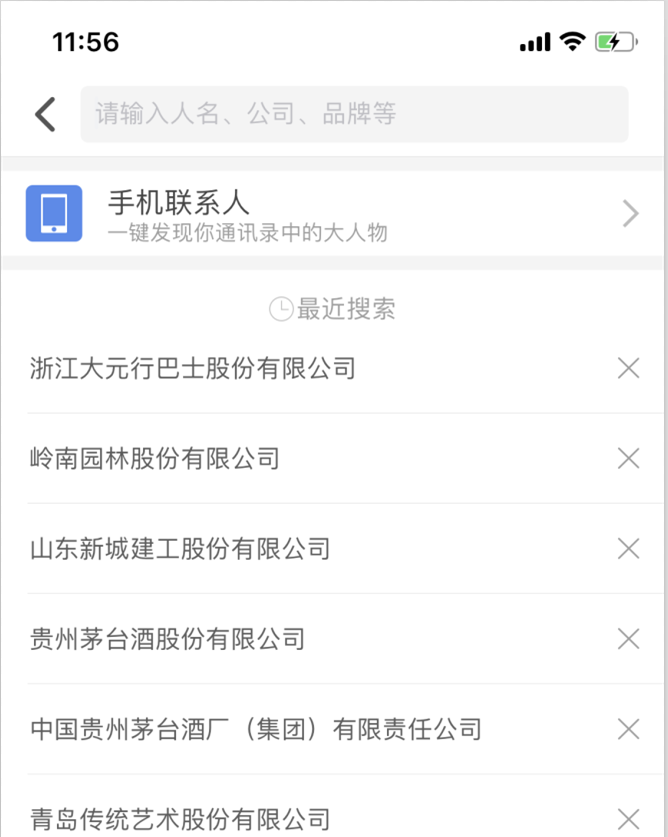 11:56
请输入人名、公司、品牌等
手机联系人
一键发现你通讯录中的大人物
最近搜索
浙江大元行巴士股份有限公司
岭南园林股份有限公司
山东新城建工股份有限公司
贵州茅台酒股份有限公司
中国贵州茅台酒厂（集团）有限责任公司
青岛传统艺术股份有限公司